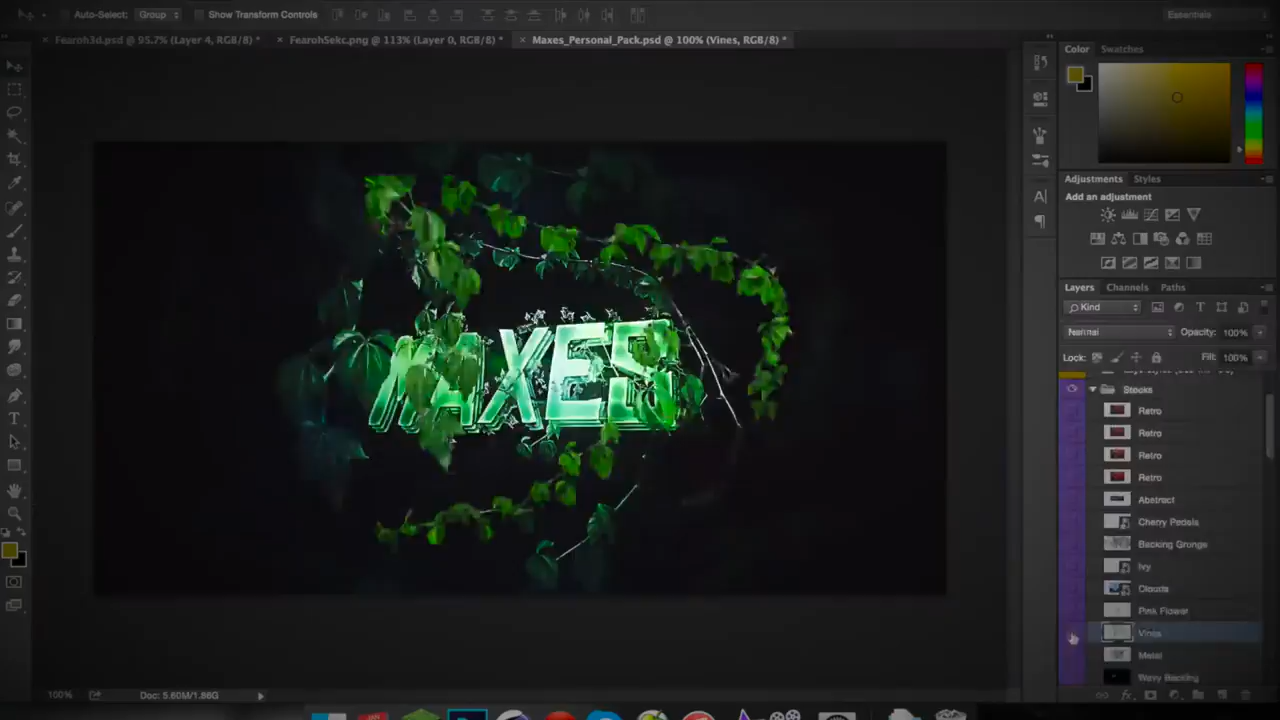 Auto-Select: Group Show Transform Controls Essentials
Fearoh3d.psd @ 95.7% (Layer 4, RGB/8) * FearohSekc.png @ 113% (Layer 0, RGB/8) * Maxes_Personal_Pack.psd @ 100% (Vines, RGB/8) *
Color Swatches
Adjustments Styles
Add an adjustment
Layers Channels Paths
Kind
Normal Opacity: 100%
Lock: Fill: 100%
Stocks
Retro
Retro
Retro
Retro
Abstract
Cherry Pedals
Backing Grunge
Ivy
Clouds
Pink Flower
Vines
Metal
Wavy Backing
MAXES
100% Doc: 5.60M/1.86G